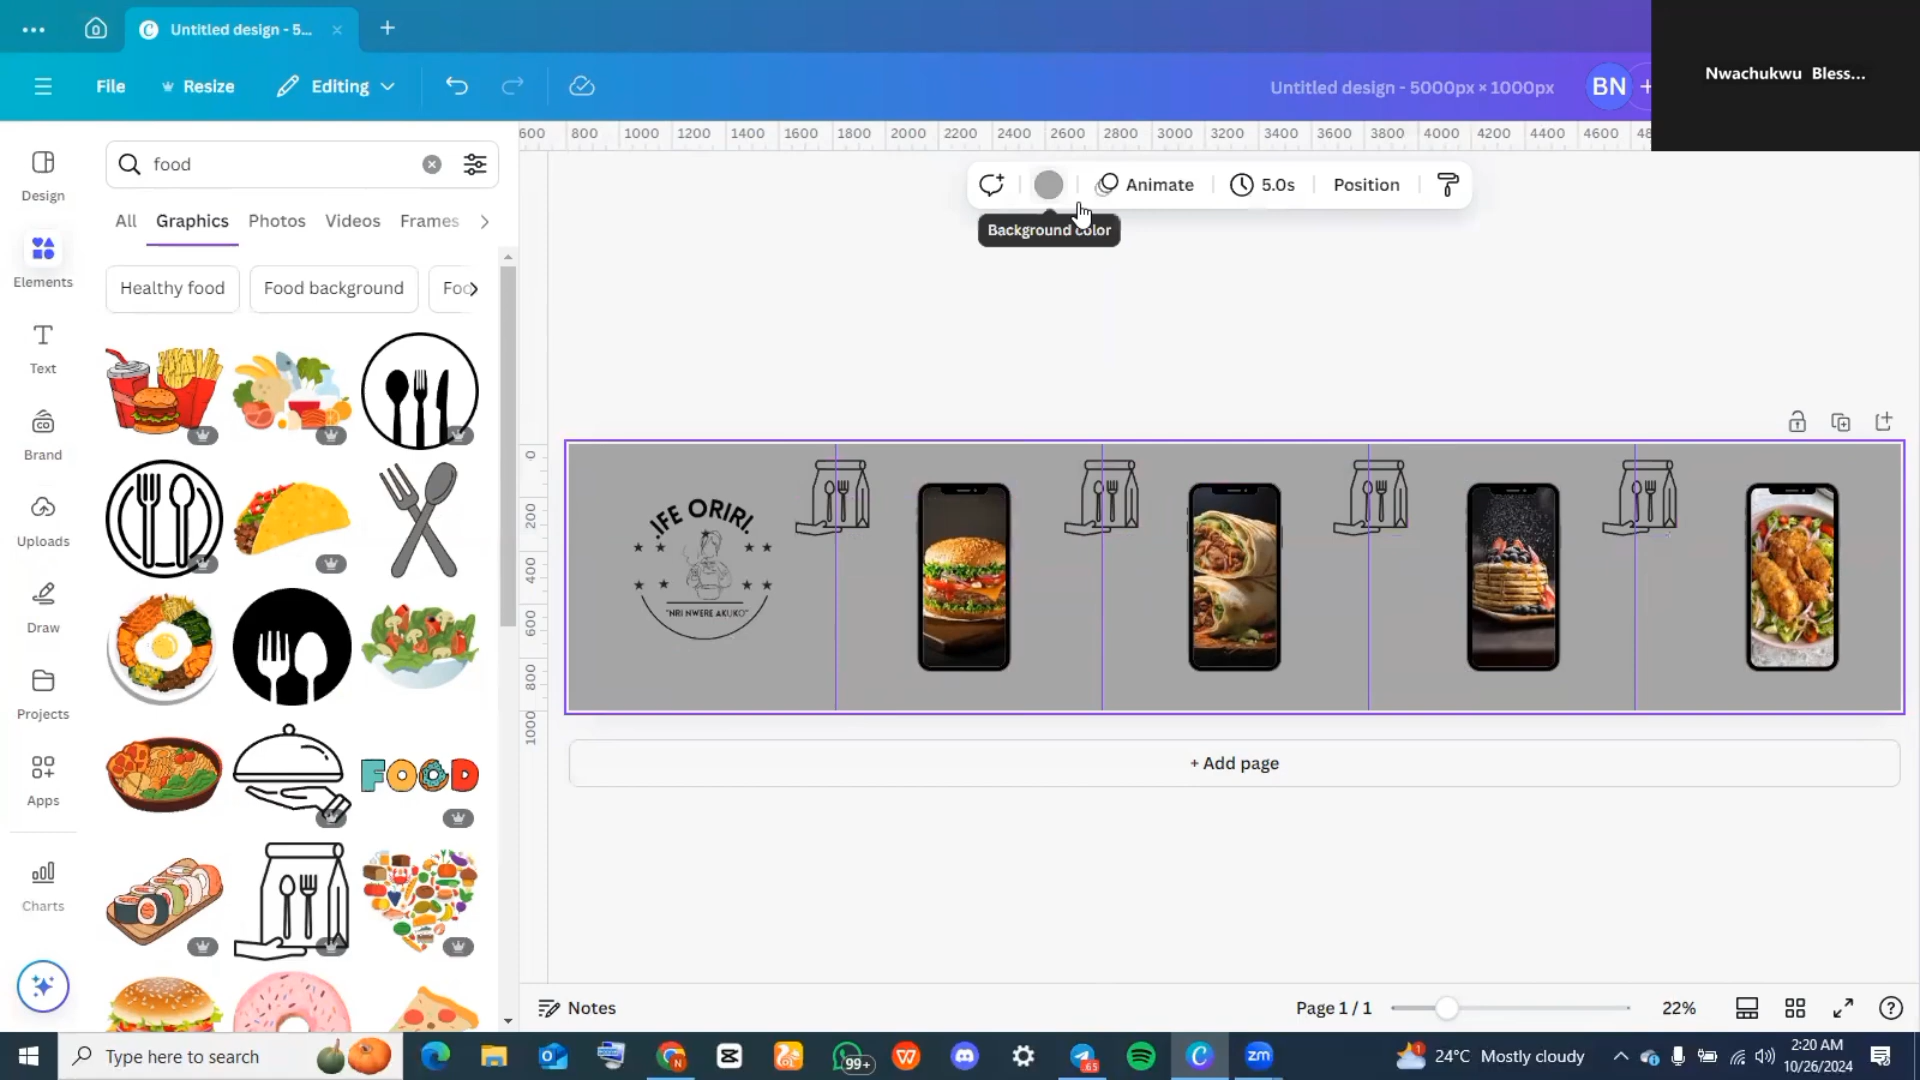 Untitled design - 5...
Nwachukwu Bless...
File
Resize
Editing
Untitled design - 5000px × 1000px
BN
600 800 1000 1200 1400 1600 1800 2000 2200 2400 2600 2800 3000 3200 3400 3600 3800 4000 4200 4400 4600 48
Design
Elements
Text
Brand
Uploads
Draw
Projects
Apps
Charts
food
All
Graphics
Photos
Videos
Frames
Healthy food
Food background
Foo
FOOD
Animate
5.0s
Position
Background color
0
200
400
600
800
1000
IFE ORIRI
"NRI NWERE AKUKO"
+ Add page
Notes
Page 1 / 1
22%
Type here to search
99+
65
zm
24°C Mostly cloudy
2:20 AM
10/26/2024